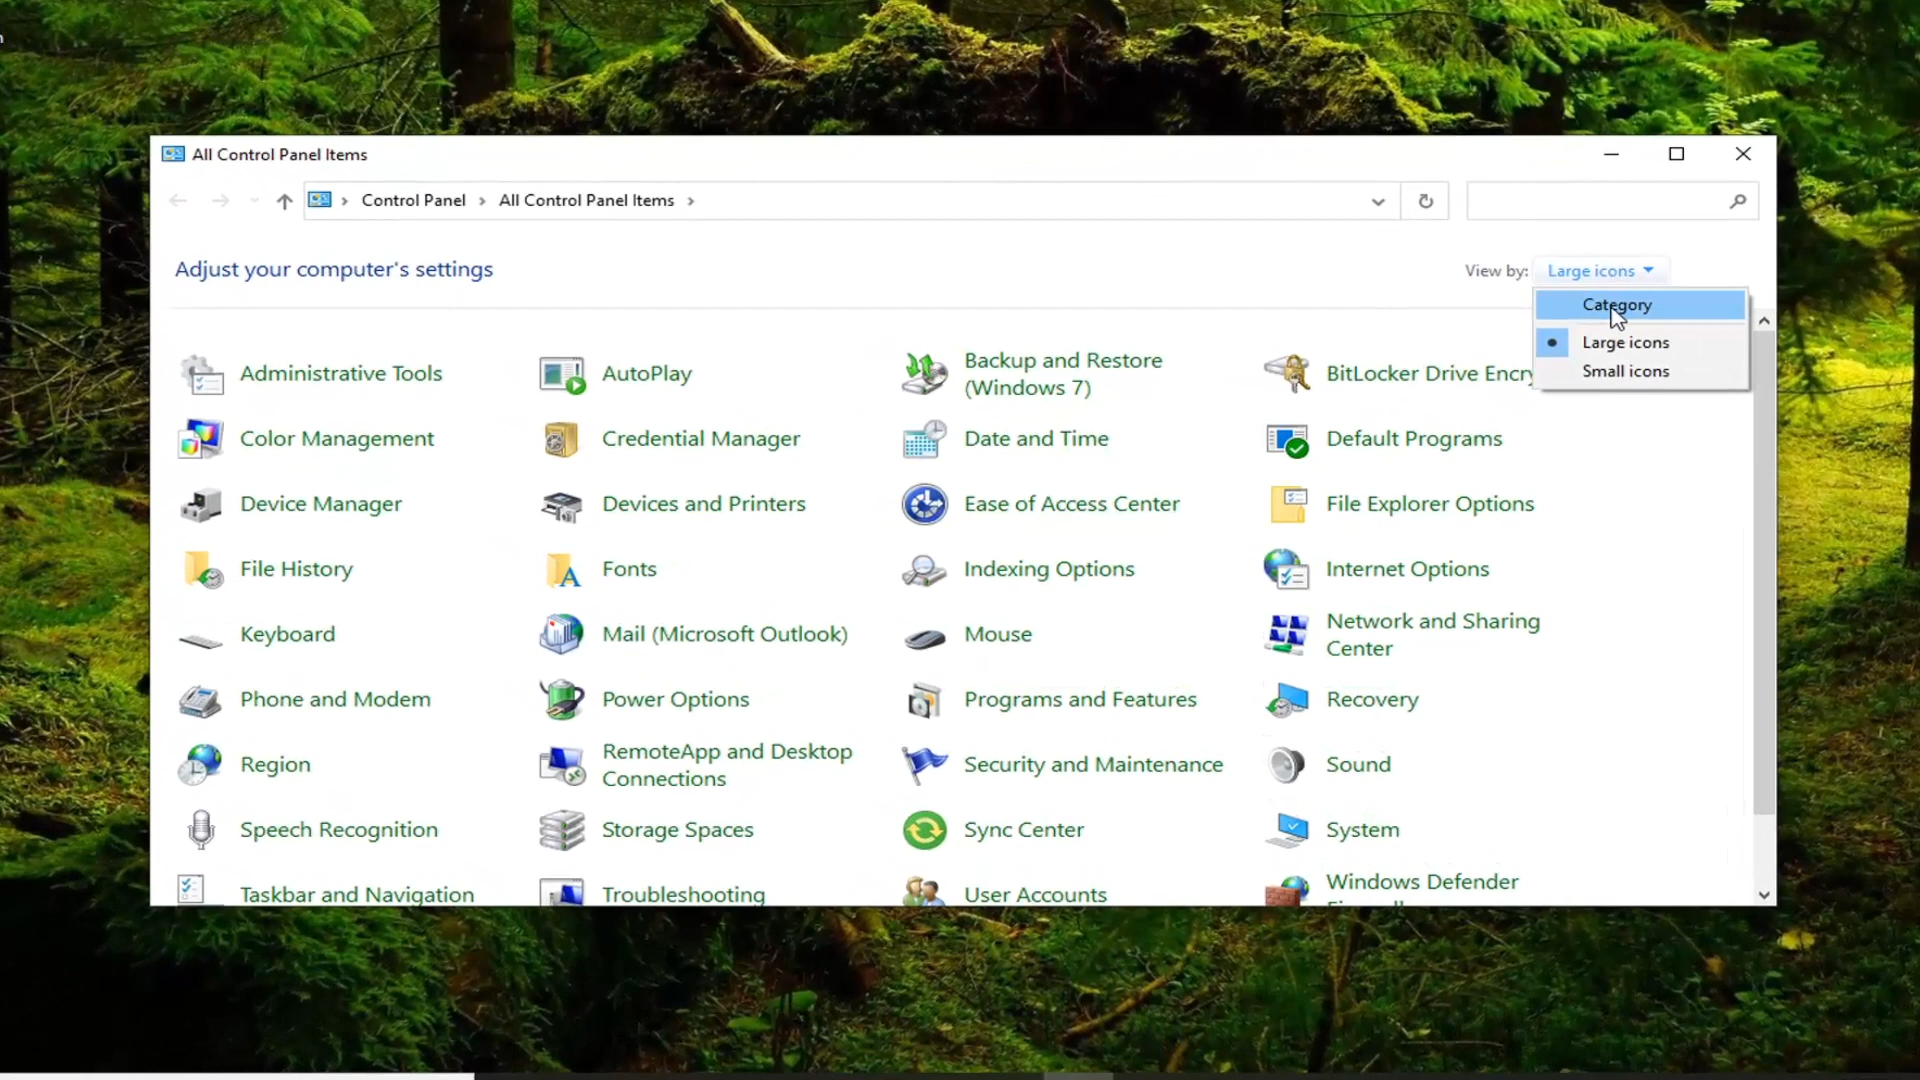 All Control Panel Items
Control Panel
All Control Panel Items
Adjust your computer's settings
View by: Large icons
Category
Large icons
Small icons
Administrative Tools
AutoPlay
Backup and Restore
(Windows 7)
BitLocker Drive Encry
Color Management
Credential Manager
Date and Time
Default Programs
Device Manager
Devices and Printers
Ease of Access Center
File Explorer Options
File History
Fonts
Indexing Options
Internet Options
Keyboard
Mail (Microsoft Outlook)
Mouse
Network and Sharing
Center
Phone and Modem
Power Options
Programs and Features
Recovery
Region
RemoteApp and Desktop
Connections
Security and Maintenance
Sound
Speech Recognition
Storage Spaces
Sync Center
System
Taskbar and Navigation
Troubleshooting
User Accounts
Windows Defender